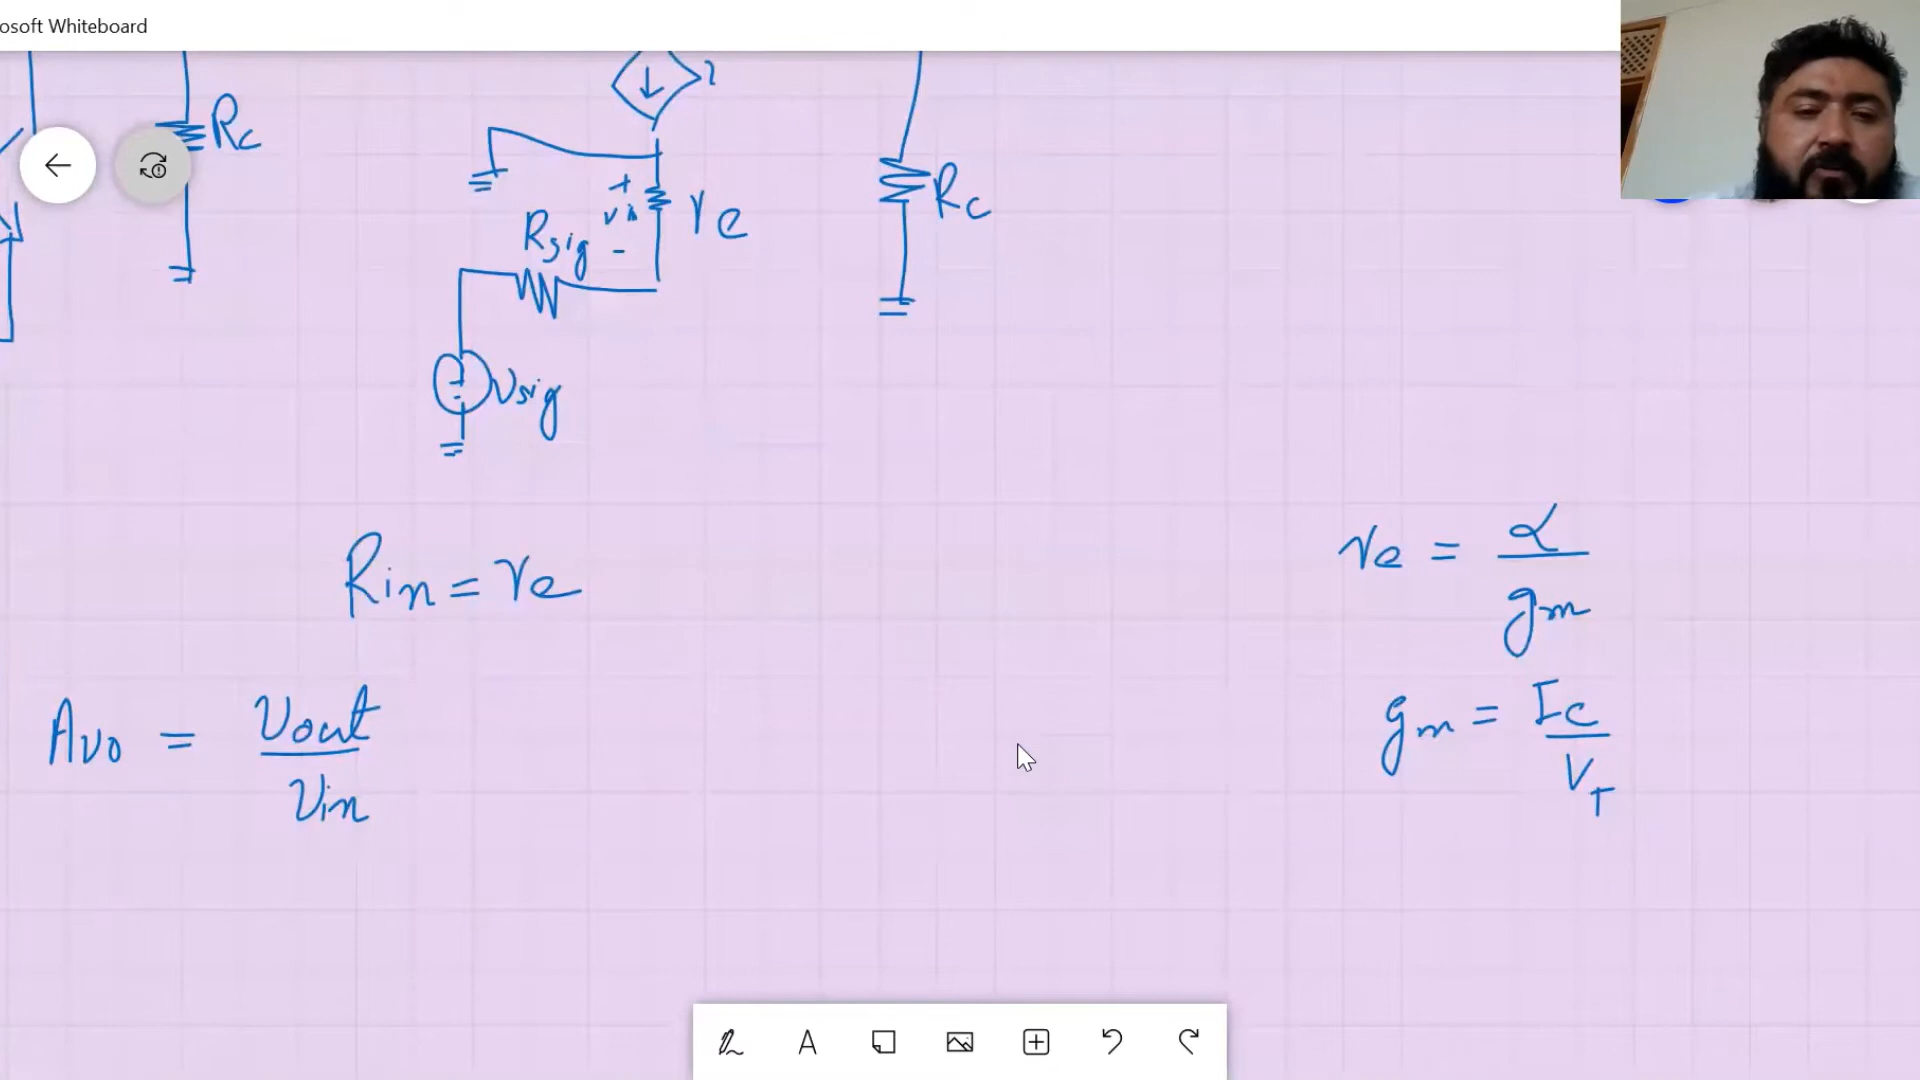 osoft Whiteboard
Rc
Rc
+
vi
-
re
Rsig
Vsig
Rin = re
re = α / gm
Avo = Vout / Vin
gm = Ic / VT